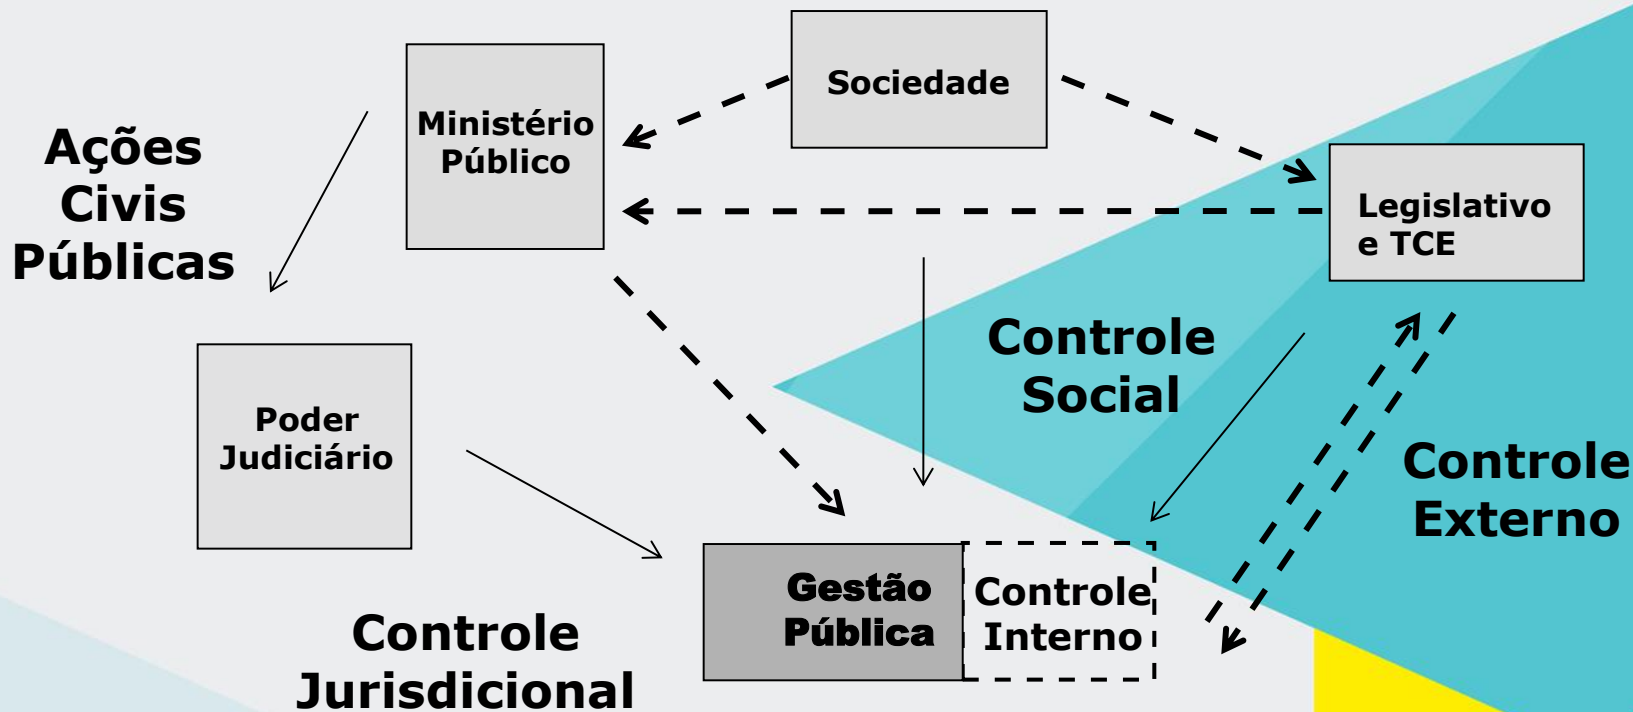 Sociedade
Ministério
Público
Ações
Civis
Públicas
Legislativo
e TCE
Controle
Social
Poder
Judiciário
Controle
Externo
Gestão
Pública
Controle
Interno
Controle
Jurisdicional